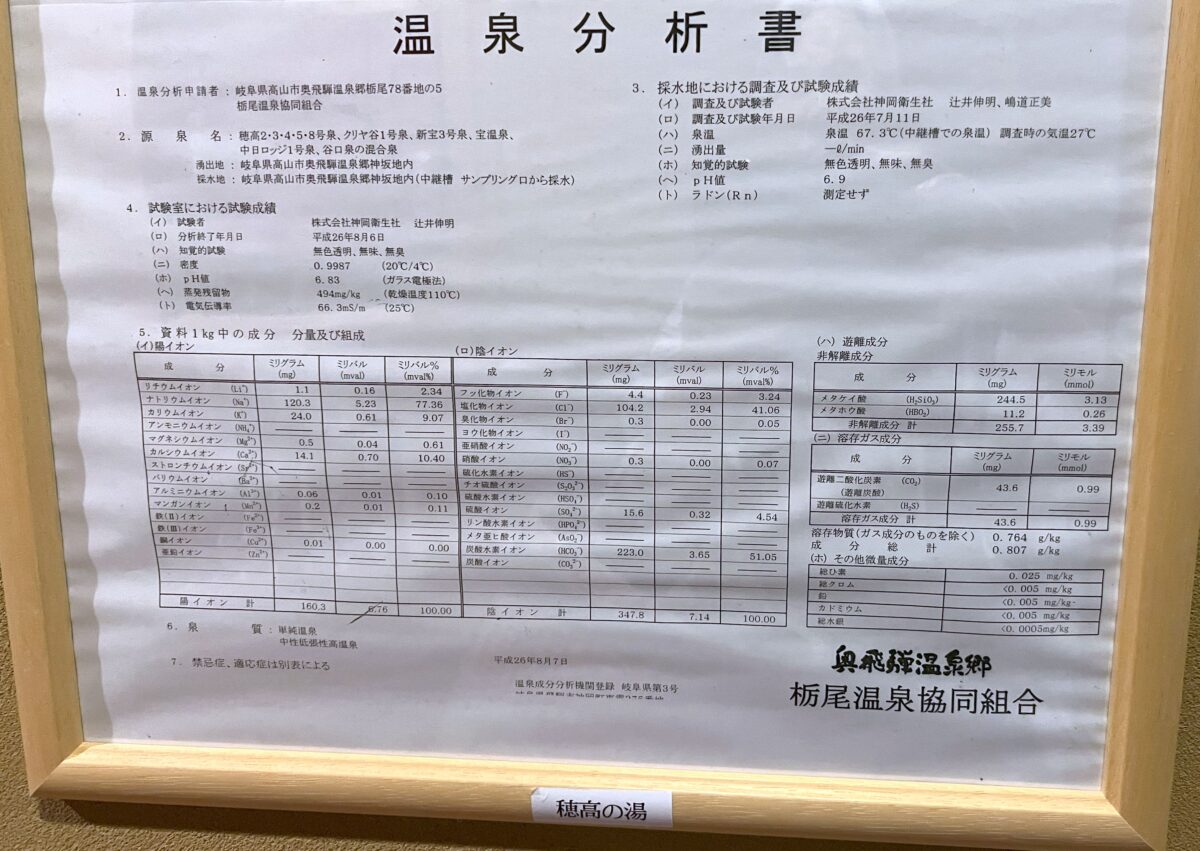 温泉分析書
1. 温泉分析申請者 : 岐阜県高山市奥飛騨温泉郷栃尾78番地の5
栃尾温泉協同組合
2. 源泉名 : 穂高2・3・4・5・8号泉、クリヤ谷1号泉、新宝3号泉、宝温泉、
中日ロッジ1号泉、谷口泉の混合泉
湧出地 : 岐阜県高山市奥飛騨温泉郷神坂地内
採水地 : 岐阜県高山市奥飛騨温泉郷神坂地内(中継槽 サンプリング口から採水)
3. 採水地における調査及び試験成績
(イ) 調査及び試験者 株式会社神岡衛生社 辻井伸明、嶋道正美
(ロ) 調査及び試験年月日 平成26年7月11日
(ハ) 泉温 泉温 67.3℃(中継槽での泉温) 調査時の気温27℃
(ニ) 湧出量 ―ℓ/min
(ホ) 知覚的試験 無色透明、無味、無臭
(ヘ) pH値 6.9
(ト) ラドン(Rn) 測定せず
4. 試験室における試験成績
(イ) 試験者 株式会社神岡衛生社 辻井伸明
(ロ) 分析終了年月日 平成26年8月6日
(ハ) 知覚的試験 無色透明、無味、無臭
(ニ) 密度 0.9987 (20℃/4℃)
(ホ) pH値 6.83 (ガラス電極法)
(ヘ) 蒸発残留物 494mg/kg (乾燥温度110℃)
(ト) 電気伝導率 66.3mS/m (25℃)
5. 資料1kg中の成分 分量及び組成
(イ)陽イオン
成分 ミリグラム(mg) ミリバル(mval) ミリバル%(mval%)
リチウムイオン (Li⁺) 1.1 0.16 2.34
ナトリウムイオン (Na⁺) 120.3 5.23 77.36
カリウムイオン (K⁺) 24.0 0.61 9.07
アンモニウムイオン (NH₄⁺) ― ― ―
マグネシウムイオン (Mg²⁺) 0.5 0.04 0.61
カルシウムイオン (Ca²⁺) 14.1 0.70 10.40
ストロンチウムイオン (Sr²⁺) ― ― ―
バリウムイオン (Ba²⁺) ― ― ―
アルミニウムイオン (Al³⁺) 0.06 0.01 0.10
マンガンイオン (Mn²⁺) 0.2 0.01 0.11
鉄(Ⅱ)イオン (Fe²⁺) ― ― ―
鉄(Ⅲ)イオン (Fe³⁺) ― ― ―
銅イオン (Cu²⁺) 0.01 0.00 0.00
亜鉛イオン (Zn²⁺) ― ― ―
陽イオン計 160.3 6.76 100.00
(ロ)陰イオン
成分 ミリグラム(mg) ミリバル(mval) ミリバル%(mval%)
フッ化物イオン (F⁻) 4.4 0.23 3.24
塩化物イオン (Cl⁻) 104.2 2.94 41.06
臭化物イオン (Br⁻) 0.3 0.00 0.05
ヨウ化物イオン (I⁻) ― ― ―
亜硝酸イオン (NO₂⁻) ― ― ―
硝酸イオン (NO₃⁻) 0.3 0.00 0.07
硫化水素イオン (HS⁻) ― ― ―
チオ硫酸イオン (S₂O₃²⁻) ― ― ―
硫酸水素イオン (HSO₄⁻) ― ― ―
硫酸イオン (SO₄²⁻) 15.6 0.32 4.54
リン酸水素イオン (HPO₄²⁻) ― ― ―
メタ亜ヒ酸イオン (AsO₂⁻) ― ― ―
炭酸水素イオン (HCO₃⁻) 223.0 3.65 51.05
炭酸イオン (CO₃²⁻) ― ― ―
陰イオン計 347.8 7.14 100.00
(ハ) 遊離成分
非解離成分
成分 ミリグラム(mg) ミリモル(mmol)
メタケイ酸 (H₂SiO₃) 244.5 3.13
メタホウ酸 (HBO₂) 11.2 0.26
非解離成分 計 255.7 3.39
(ニ) 溶存ガス成分
成分 ミリグラム(mg) ミリモル(mmol)
遊離二酸化炭素 (CO₂) 43.6 0.99
(遊離炭酸)
遊離硫化水素 (H₂S) ― ―
溶存ガス成分 計 43.6 0.99
溶存物質(ガス成分のものを除く) 0.764 g/kg
成分総計 0.807 g/kg
(ホ) その他微量成分
総ひ素 0.025 mg/kg
総クロム <0.005 mg/kg
鉛 <0.005 mg/kg
カドミウム <0.005 mg/kg
総水銀 <0.0005mg/kg
6. 泉質 : 単純温泉
中性低張性高温泉
7. 禁忌症、適応症は別表による
平成26年8月7日
温泉成分分析機関登録 岐阜県第3号
奥飛騨温泉郷
栃尾温泉協同組合
穂高の湯